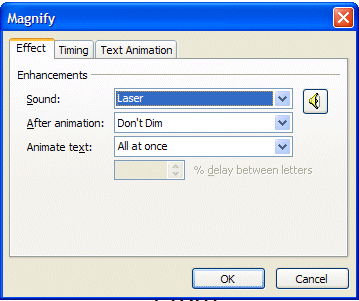 Magnify
Effect Timing Text Animation
Enhancements
Sound: Laser
After animation: Don't Dim
Animate text: All at once
% delay between letters
OK Cancel